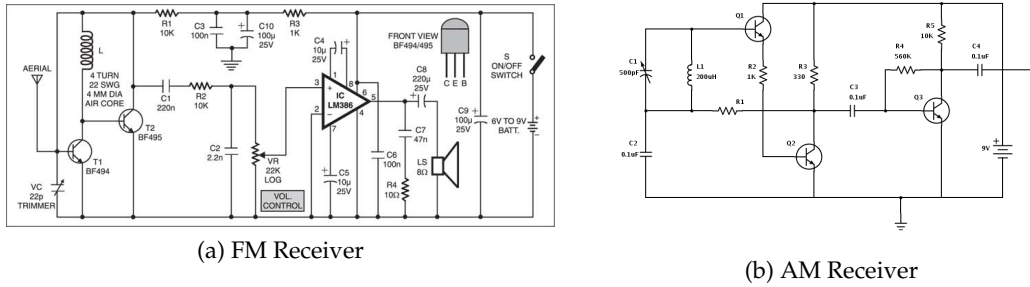 R1
10K
C3
100n
C10
100µ
25V
R3
1K
C4
10µ
25V
FRONT VIEW
BF494/495
C E B
S
ON/OFF
SWITCH
AERIAL
L
4 TURN
22 SWG
4 MM DIA
AIR CORE
C1
220n
R2
10K
T2
BF495
T1
BF494
VC
22p
TRIMMER
C2
2.2n
VR
22K
LOG
VOL.
CONTROL
3
+
1
8
IC
LM386
6
5
2
–
7
4
C5
10µ
25V
C6
100n
C8
220µ
25V
C7
47n
R4
10Ω
LS
8Ω
C9
100µ
25V
6V TO 9V
BATT.
+
(a) FM Receiver
Q1
C1
500pF
L1
200uH
R2
1K
R3
330
R1
C2
0.1uF
Q2
C3
0.1uF
R4
560K
R5
10K
C4
0.1uF
Q3
9V
(b) AM Receiver